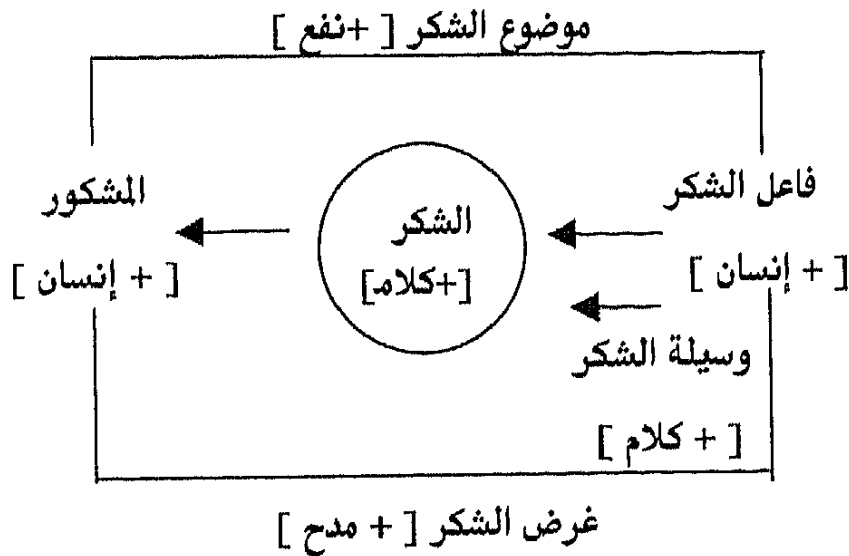 موضوع الشكر [ +نفع ]
فاعل الشكر
[ + إنسان ]
الشكر
[+كلام]
المشكور
[ + إنسان ]
وسيلة الشكر
[ + كلام ]
غرض الشكر [ + مدح ]